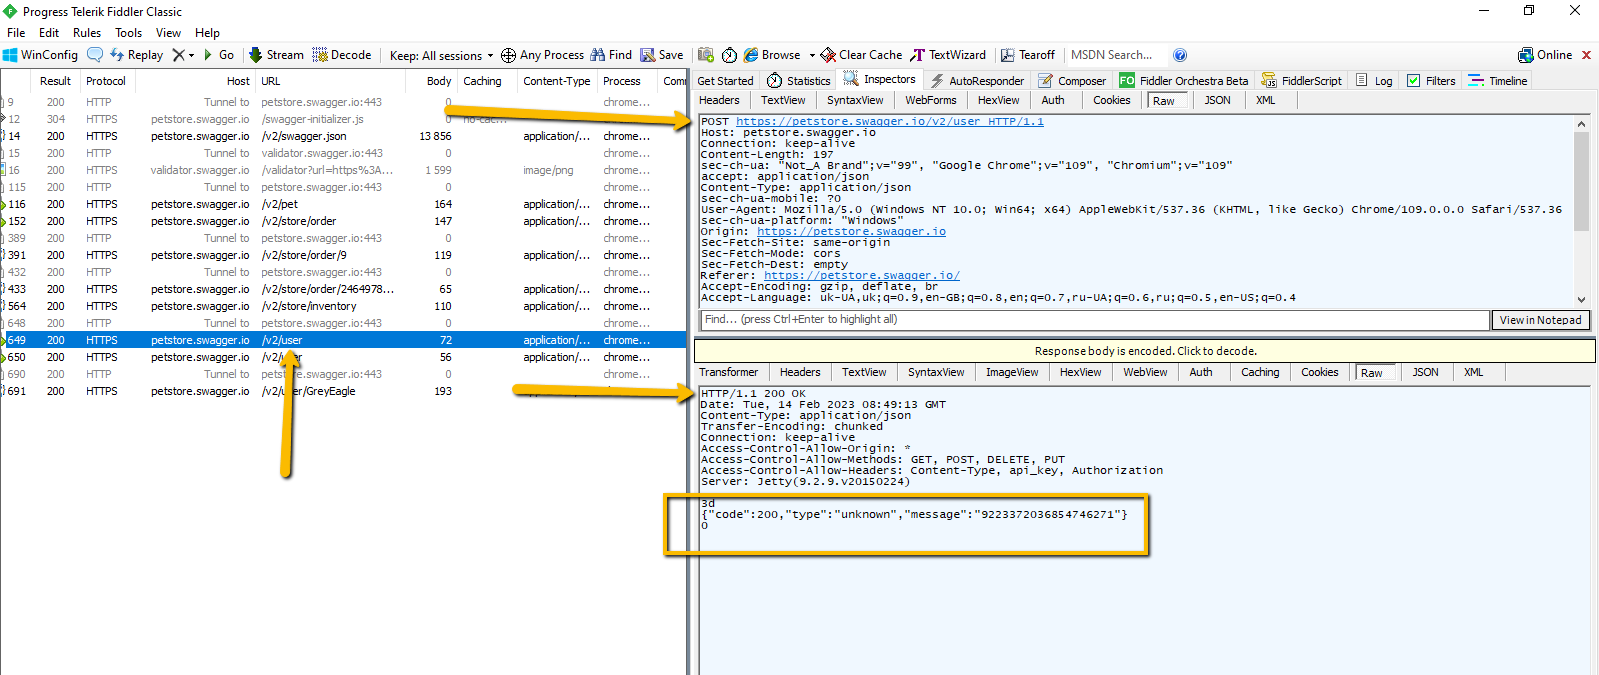 Progress Telerik Fiddler Classic
File Edit Rules Tools View Help
WinConfig Replay Go Stream Decode Keep: All sessions Any Process Find Save Browse Clear Cache TextWizard Tearoff MSDN Search... Online
Result Protocol Host URL Body Caching Content-Type Process Com
9 200 HTTP Tunnel to petstore.swagger.io:443 0 chrome...
12 304 HTTPS petstore.swagger.io /swagger-initializer.js 0 no-cac... chrome...
14 200 HTTPS petstore.swagger.io /v2/swagger.json 13 856 application/... chrome...
15 200 HTTP Tunnel to validator.swagger.io:443 0 chrome...
16 200 HTTPS validator.swagger.io /validator?url=https%3A... 1 599 image/png chrome...
115 200 HTTP Tunnel to petstore.swagger.io:443 0 chrome...
116 200 HTTPS petstore.swagger.io /v2/pet 164 application/... chrome...
152 200 HTTPS petstore.swagger.io /v2/store/order 147 application/... chrome...
389 200 HTTP Tunnel to petstore.swagger.io:443 0 chrome...
391 200 HTTPS petstore.swagger.io /v2/store/order/9 119 application/... chrome...
432 200 HTTP Tunnel to petstore.swagger.io:443 0 chrome...
433 200 HTTPS petstore.swagger.io /v2/store/order/2464978... 65 application/... chrome...
564 200 HTTPS petstore.swagger.io /v2/store/inventory 110 application/... chrome...
648 200 HTTP Tunnel to petstore.swagger.io:443 0 chrome...
649 200 HTTPS petstore.swagger.io /v2/user 72 application/... chrome...
650 200 HTTPS petstore.swagger.io 56 application/... chrome...
690 200 HTTP Tunnel to petstore.swagger.io:443 0 chrome...
691 200 HTTPS petstore.swagger.io /v2/user/GreyEagle 193 application/... chrome...
Get Started Statistics Inspectors AutoResponder Composer FO Fiddler Orchestra Beta FiddlerScript Log Filters Timeline
Headers TextView SyntaxView WebForms HexView Auth Cookies Raw JSON XML
POST https://petstore.swagger.io/v2/user HTTP/1.1
Host: petstore.swagger.io
Connection: keep-alive
Content-Length: 197
sec-ch-ua: "Not_A Brand";v="99", "Google Chrome";v="109", "Chromium";v="109"
accept: application/json
Content-Type: application/json
sec-ch-ua-mobile: ?0
User-Agent: Mozilla/5.0 (Windows NT 10.0; Win64; x64) AppleWebKit/537.36 (KHTML, like Gecko) Chrome/109.0.0.0 Safari/537.36
sec-ch-ua-platform: "Windows"
Origin: https://petstore.swagger.io
Sec-Fetch-Site: same-origin
Sec-Fetch-Mode: cors
Sec-Fetch-Dest: empty
Referer: https://petstore.swagger.io/
Accept-Encoding: gzip, deflate, br
Accept-Language: uk-UA,uk;q=0.9,en-GB;q=0.8,en;q=0.7,ru-UA;q=0.6,ru;q=0.5,en-US;q=0.4
Find... (press Ctrl+Enter to highlight all) View in Notepad
Response body is encoded. Click to decode.
Transformer Headers TextView SyntaxView ImageView HexView WebView Auth Caching Cookies Raw JSON XML
HTTP/1.1 200 OK
Date: Tue, 14 Feb 2023 08:49:13 GMT
Content-Type: application/json
Transfer-Encoding: chunked
Connection: keep-alive
Access-Control-Allow-Origin: *
Access-Control-Allow-Methods: GET, POST, DELETE, PUT
Access-Control-Allow-Headers: Content-Type, api_key, Authorization
Server: Jetty(9.2.9.v20150224)
3d
{"code":200,"type":"unknown","message":"9223372036854746271"}
0